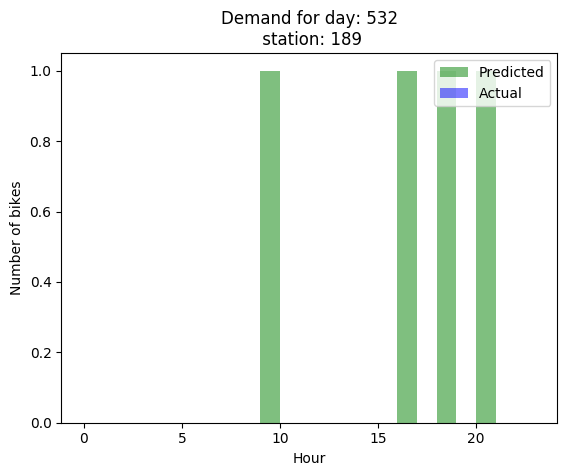 Demand for day: 532
station: 189
Predicted
Actual
1.0
0.8
0.6
0.4
0.2
0.0
Number of bikes
0
5
10
15
20
Hour